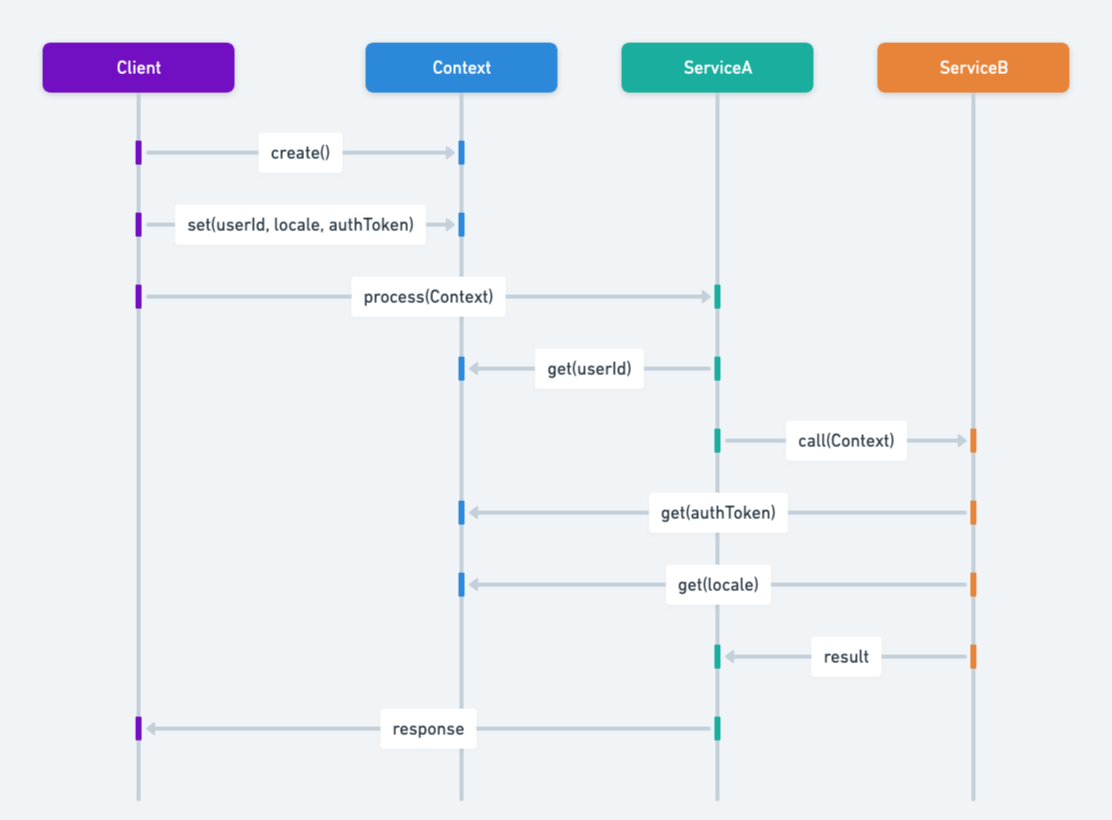 Client
Context
ServiceA
ServiceB
create()
set(userId, locale, authToken)
process(Context)
get(userId)
call(Context)
get(authToken)
get(locale)
result
response